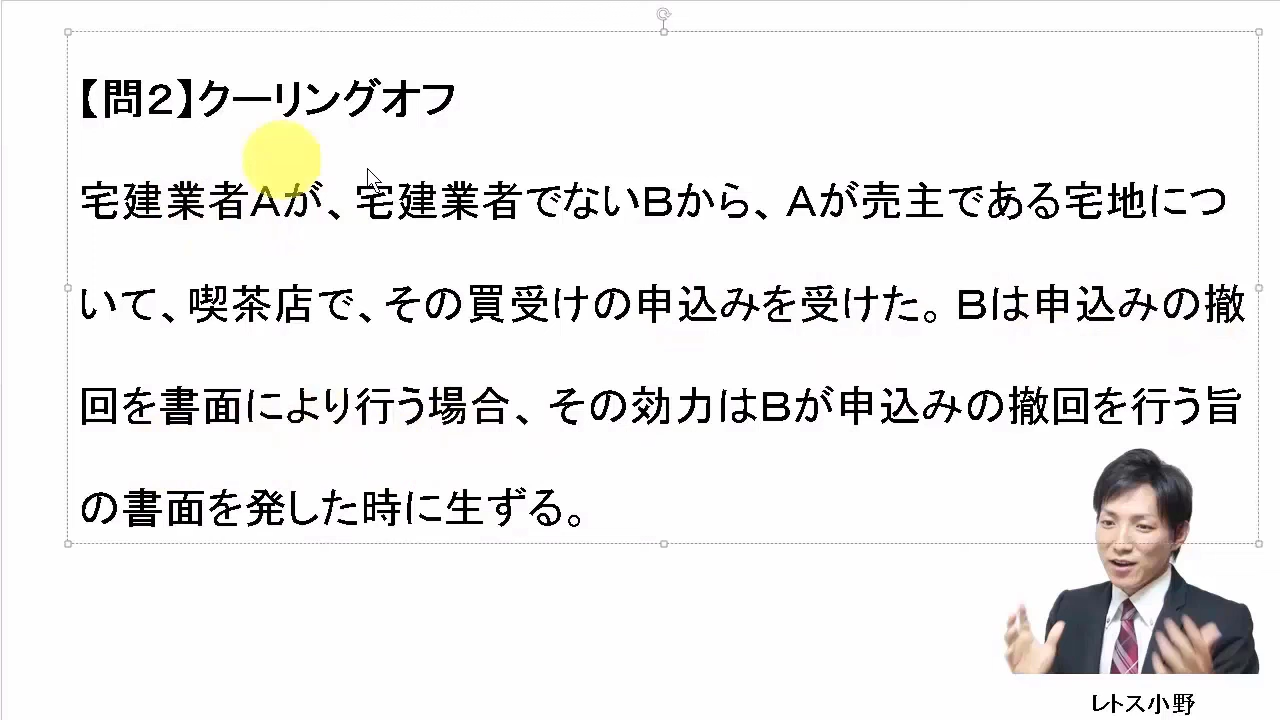 【問２】クーリングオフ
宅建業者Ａが、宅建業者でないＢから、Ａが売主である宅地につ
いて、喫茶店で、その買受けの申込みを受けた。Ｂは申込みの撤
回を書面により行う場合、その効力はＢが申込みの撤回を行う旨
の書面を発した時に生ずる。
レトス小野